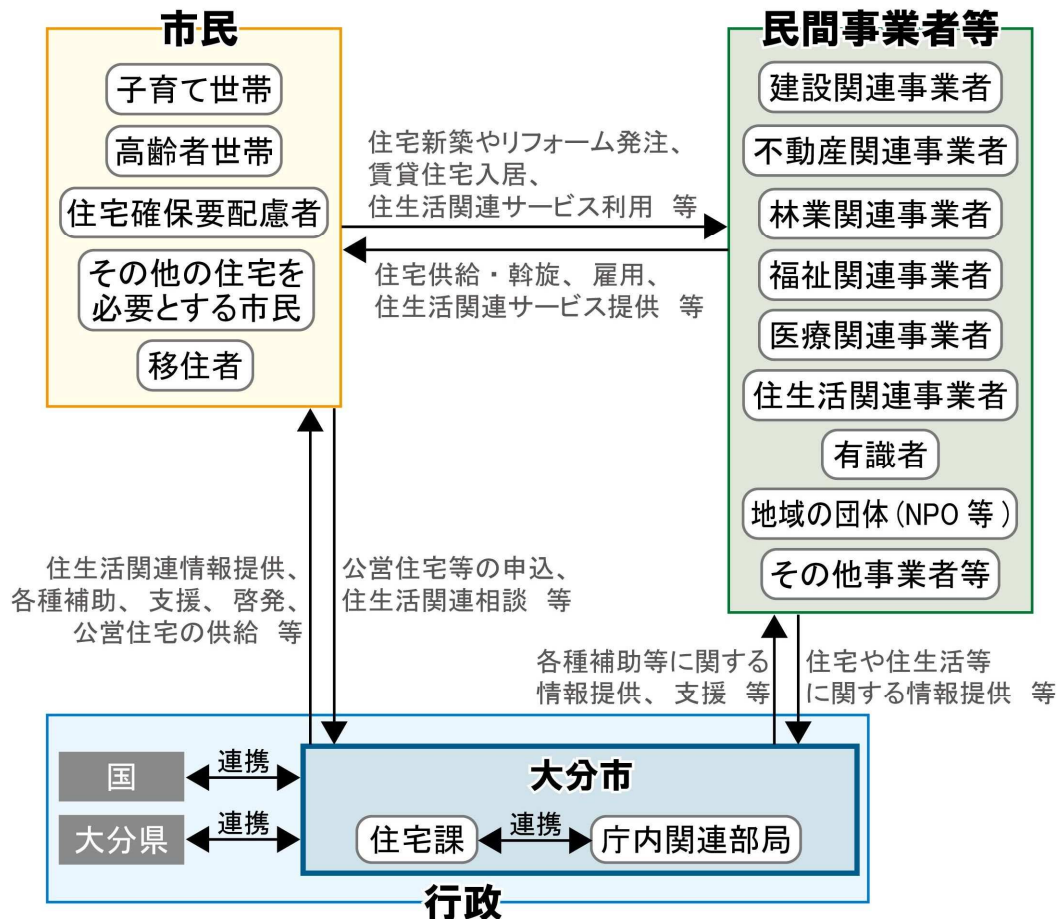 市民
子育て世帯
高齢者世帯
住宅確保要配慮者
その他の住宅を
必要とする市民
移住者
住宅新築やリフォーム発注、
賃貸住宅入居、
住生活関連サービス利用 等
住宅供給・斡旋、雇用、
住生活関連サービス提供 等
民間事業者等
建設関連事業者
不動産関連事業者
林業関連事業者
福祉関連事業者
医療関連事業者
住生活関連事業者
有識者
地域の団体(NPO 等)
その他事業者等
住生活関連情報提供、
各種補助、支援、啓発、
公営住宅の供給 等
公営住宅等の申込、
住生活関連相談 等
各種補助等に関する
情報提供、支援 等
住宅や住生活等
に関する情報提供 等
国
連携
大分県
連携
大分市
住宅課
連携
庁内関連部局
行政